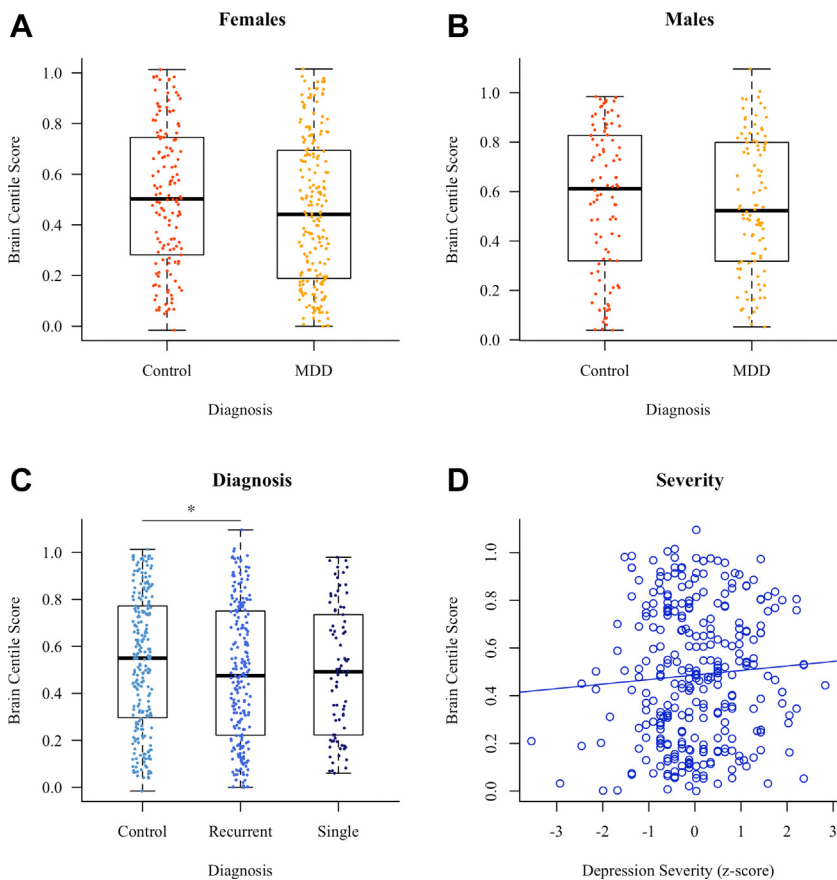 A
Females
Brain Centile Score
1.0
0.8
0.6
0.4
0.2
0.0
Control
MDD
Diagnosis
B
Males
Brain Centile Score
1.0
0.8
0.6
0.4
0.2
0.0
Control
MDD
Diagnosis
C
Diagnosis
*
Brain Centile Score
1.0
0.8
0.6
0.4
0.2
0.0
Control
Recurrent
Single
Diagnosis
D
Severity
Brain Centile Score
1.0
0.8
0.6
0.4
0.2
0.0
-3
-2
-1
0
1
2
3
Depression Severity (z-score)